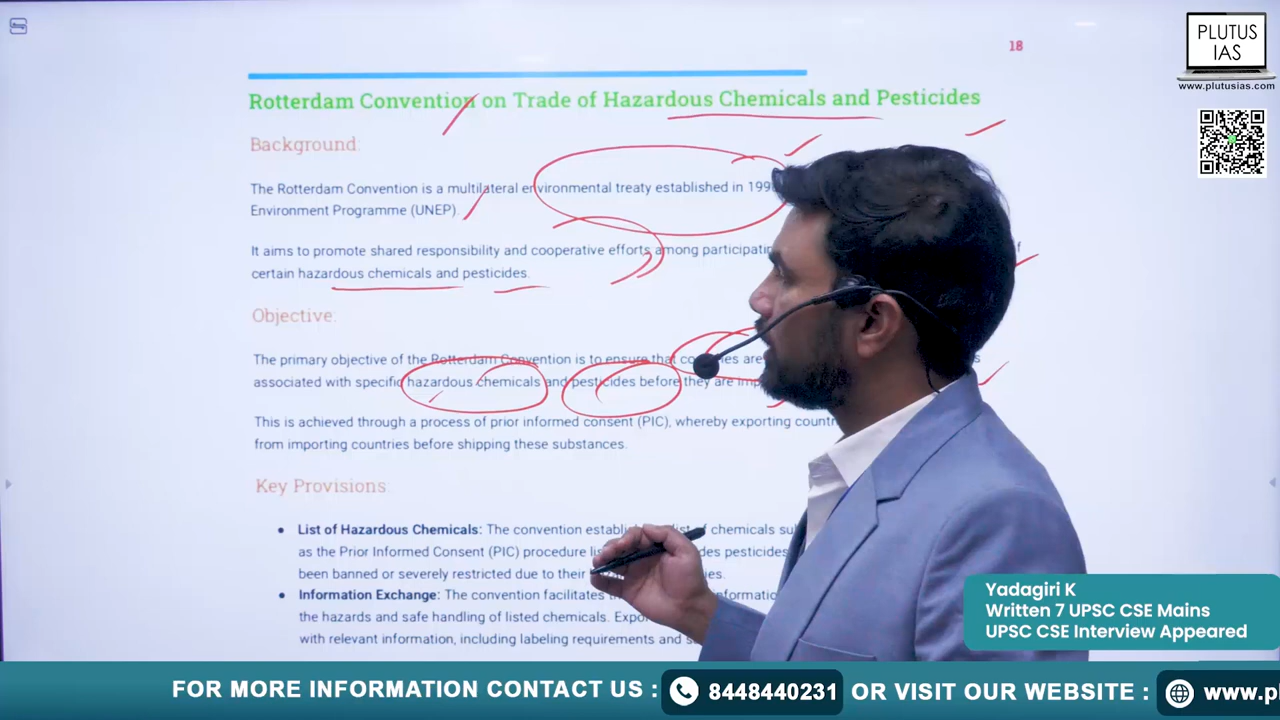 PLUTUS
IAS
www.plutusias.com
18
Rotterdam Convention on Trade of Hazardous Chemicals and Pesticides
Background:
The Rotterdam Convention is a multilateral environmental treaty established in 199
Environment Programme (UNEP).
It aims to promote shared responsibility and cooperative efforts among
certain hazardous chemicals and pesticides.
Objective:
The primary objective of the Rotterdam Convention is to ensure that are
associated with specific hazardous chemicals and pesticides before they are
This is achieved through a process of prior informed consent (PIC), whereby exporting
from importing countries before shipping these substances.
Key Provisions:
• List of Hazardous Chemicals: The convention of chemicals
as the Prior Informed Consent (PIC) procedure pesticides
been banned or severely restricted due to their
• Information Exchange: The convention facilitates
the hazards and safe handling of listed chemicals.
with relevant information, including labeling requirements and
Yadagiri K
Written 7 UPSC CSE Mains
UPSC CSE Interview Appeared
FOR MORE INFORMATION CONTACT US : 8448440231 OR VISIT OUR WEBSITE : www.pl